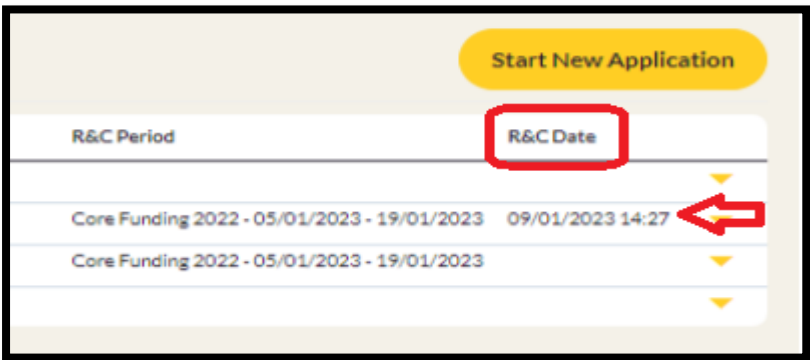 Start New Application
R&C Period R&C Date
Core Funding 2022 - 05/01/2023 - 19/01/2023 09/01/2023 14:27
Core Funding 2022 - 05/01/2023 - 19/01/2023